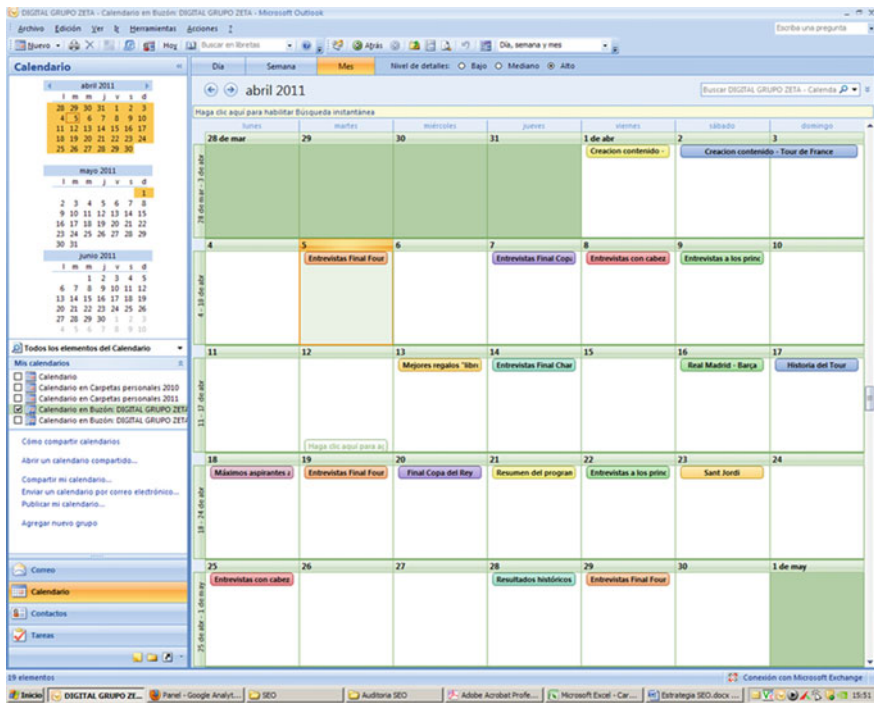 DIGITAL GRUPO ZETA - Calendario en Buzón: DIGITAL GRUPO ZETA - Microsoft Outlook
Archivo Edición Ver Ir Herramientas Acciones ?
Escriba una pregunta
Nuevo Hoy Buscar en libretas Atrás Día, semana y mes
Calendario
Día Semana Mes Nivel de detalles: Bajo Mediano Alto
abril 2011
l m m j v s d
28 29 30 31 1 2 3
4 5 6 7 8 9 10
11 12 13 14 15 16 17
18 19 20 21 22 23 24
25 26 27 28 29 30
mayo 2011
l m m j v s d
1
2 3 4 5 6 7 8
9 10 11 12 13 14 15
16 17 18 19 20 21 22
23 24 25 26 27 28 29
30 31
junio 2011
l m m j v s d
1 2 3 4 5
6 7 8 9 10 11 12
13 14 15 16 17 18 19
20 21 22 23 24 25 26
27 28 29 30 1 2 3
4 5 6 7 8 9 10
Todos los elementos del Calendario
Mis calendarios
Calendario
Calendario en Carpetas personales 2010
Calendario en Carpetas personales 2011
Calendario en Buzón: DIGITAL GRUPO ZETA
Calendario en Buzón: DIGITAL GRUPO ZETA
Cómo compartir calendarios
Abrir un calendario compartido...
Compartir mi calendario...
Enviar un calendario por correo electrónico...
Publicar mi calendario...
Agregar nuevo grupo
Correo
Calendario
Contactos
Tareas
abril 2011
Buscar DIGITAL GRUPO ZETA - Calenda
Haga clic aquí para habilitar Búsqueda instantánea
lunes martes miércoles jueves viernes sábado domingo
28 de mar - 3 de abr
28 de mar 29 30 31 1 de abr 2 3
Creacion contenido - Creacion contenido - Tour de France
4 - 10 de abr
4 5 6 7 8 9 10
Entrevistas Final Four Entrevistas Final Copa Entrevistas con cabez Entrevistas a los princ
11 - 17 de abr
11 12 13 14 15 16 17
Mejores regalos "libro Entrevistas Final Char Real Madrid - Barça Historia del Tour
Haga clic aquí para ag
18 - 24 de abr
18 19 20 21 22 23 24
Máximos aspirantes a Entrevistas Final Four Final Copa del Rey Resumen del program Entrevistas a los princ Sant Jordi
25 de abr - 1 de may
25 26 27 28 29 30 1 de may
Entrevistas con cabez Resultados históricos Entrevistas Final Four
19 elementos
Conexión con Microsoft Exchange
Inicio DIGITAL GRUPO ZE... Panel - Google Analyt... SEO Auditoria SEO Adobe Acrobat Profe... Microsoft Excel - Car... Estrategia SEO.docx ... 15:51